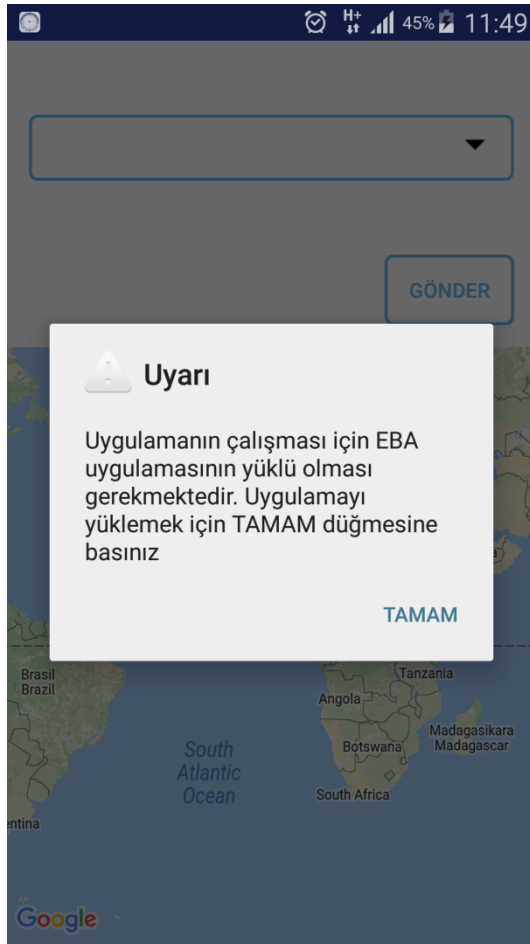 H+
45%
11:49
GÖNDER
Uyarı
Uygulamanın çalışması için EBA
uygulamasının yüklü olması
gerekmektedir. Uygulamayı
yüklemek için TAMAM düğmesine
basınız
TAMAM
Brasil
Brazil
Tanzania
Angola
Madagasikara
Madagascar
Botswana
South
Atlantic
Ocean
South Africa
entina
Google